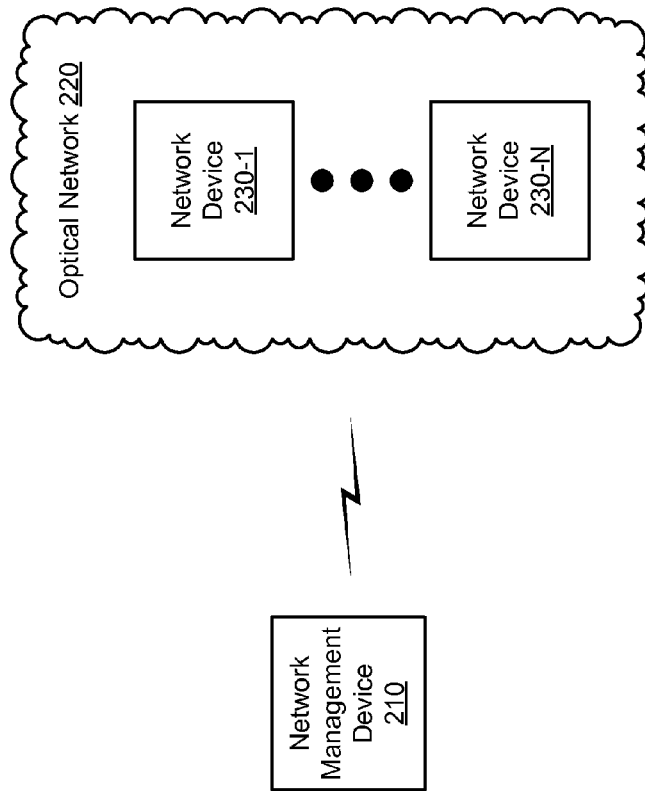 Optical Network 220
Network
Device
230-1
Network
Device
230-N
Network
Management
Device
210